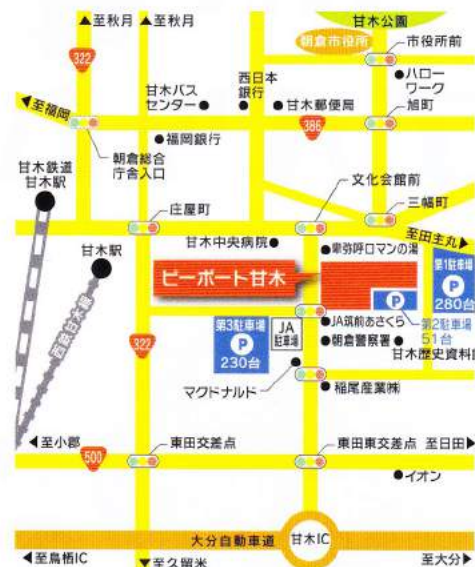 ▲至秋月
▲至秋月
甘木公園
朝倉市役所
市役所前
322
ハロー
ワーク
◀至福岡
甘木バス
センター
西日本
銀行
甘木郵便局
386
旭町
福岡銀行
朝倉総合
庁舎入口
甘木鉄道
甘木駅
庄屋町
文化会館前
三幡町
至田主丸
甘木中央病院
卑弥呼ロマンの湯
甘木駅
ピーポート甘木
第1駐車場
P
280台
P
第2駐車場
51台
第3駐車場
P
230台
JA
駐車場
JA筑前あさくら
朝倉警察署
甘木歴史資料館
西鉄甘木線
322
マクドナルド
稲尾産業㈱
◀至小郡
500
東田交差点
東田東交差点
至日田▶
イオン
大分自動車道
甘木IC
◀至鳥栖IC
▼至久留米
至大分▶